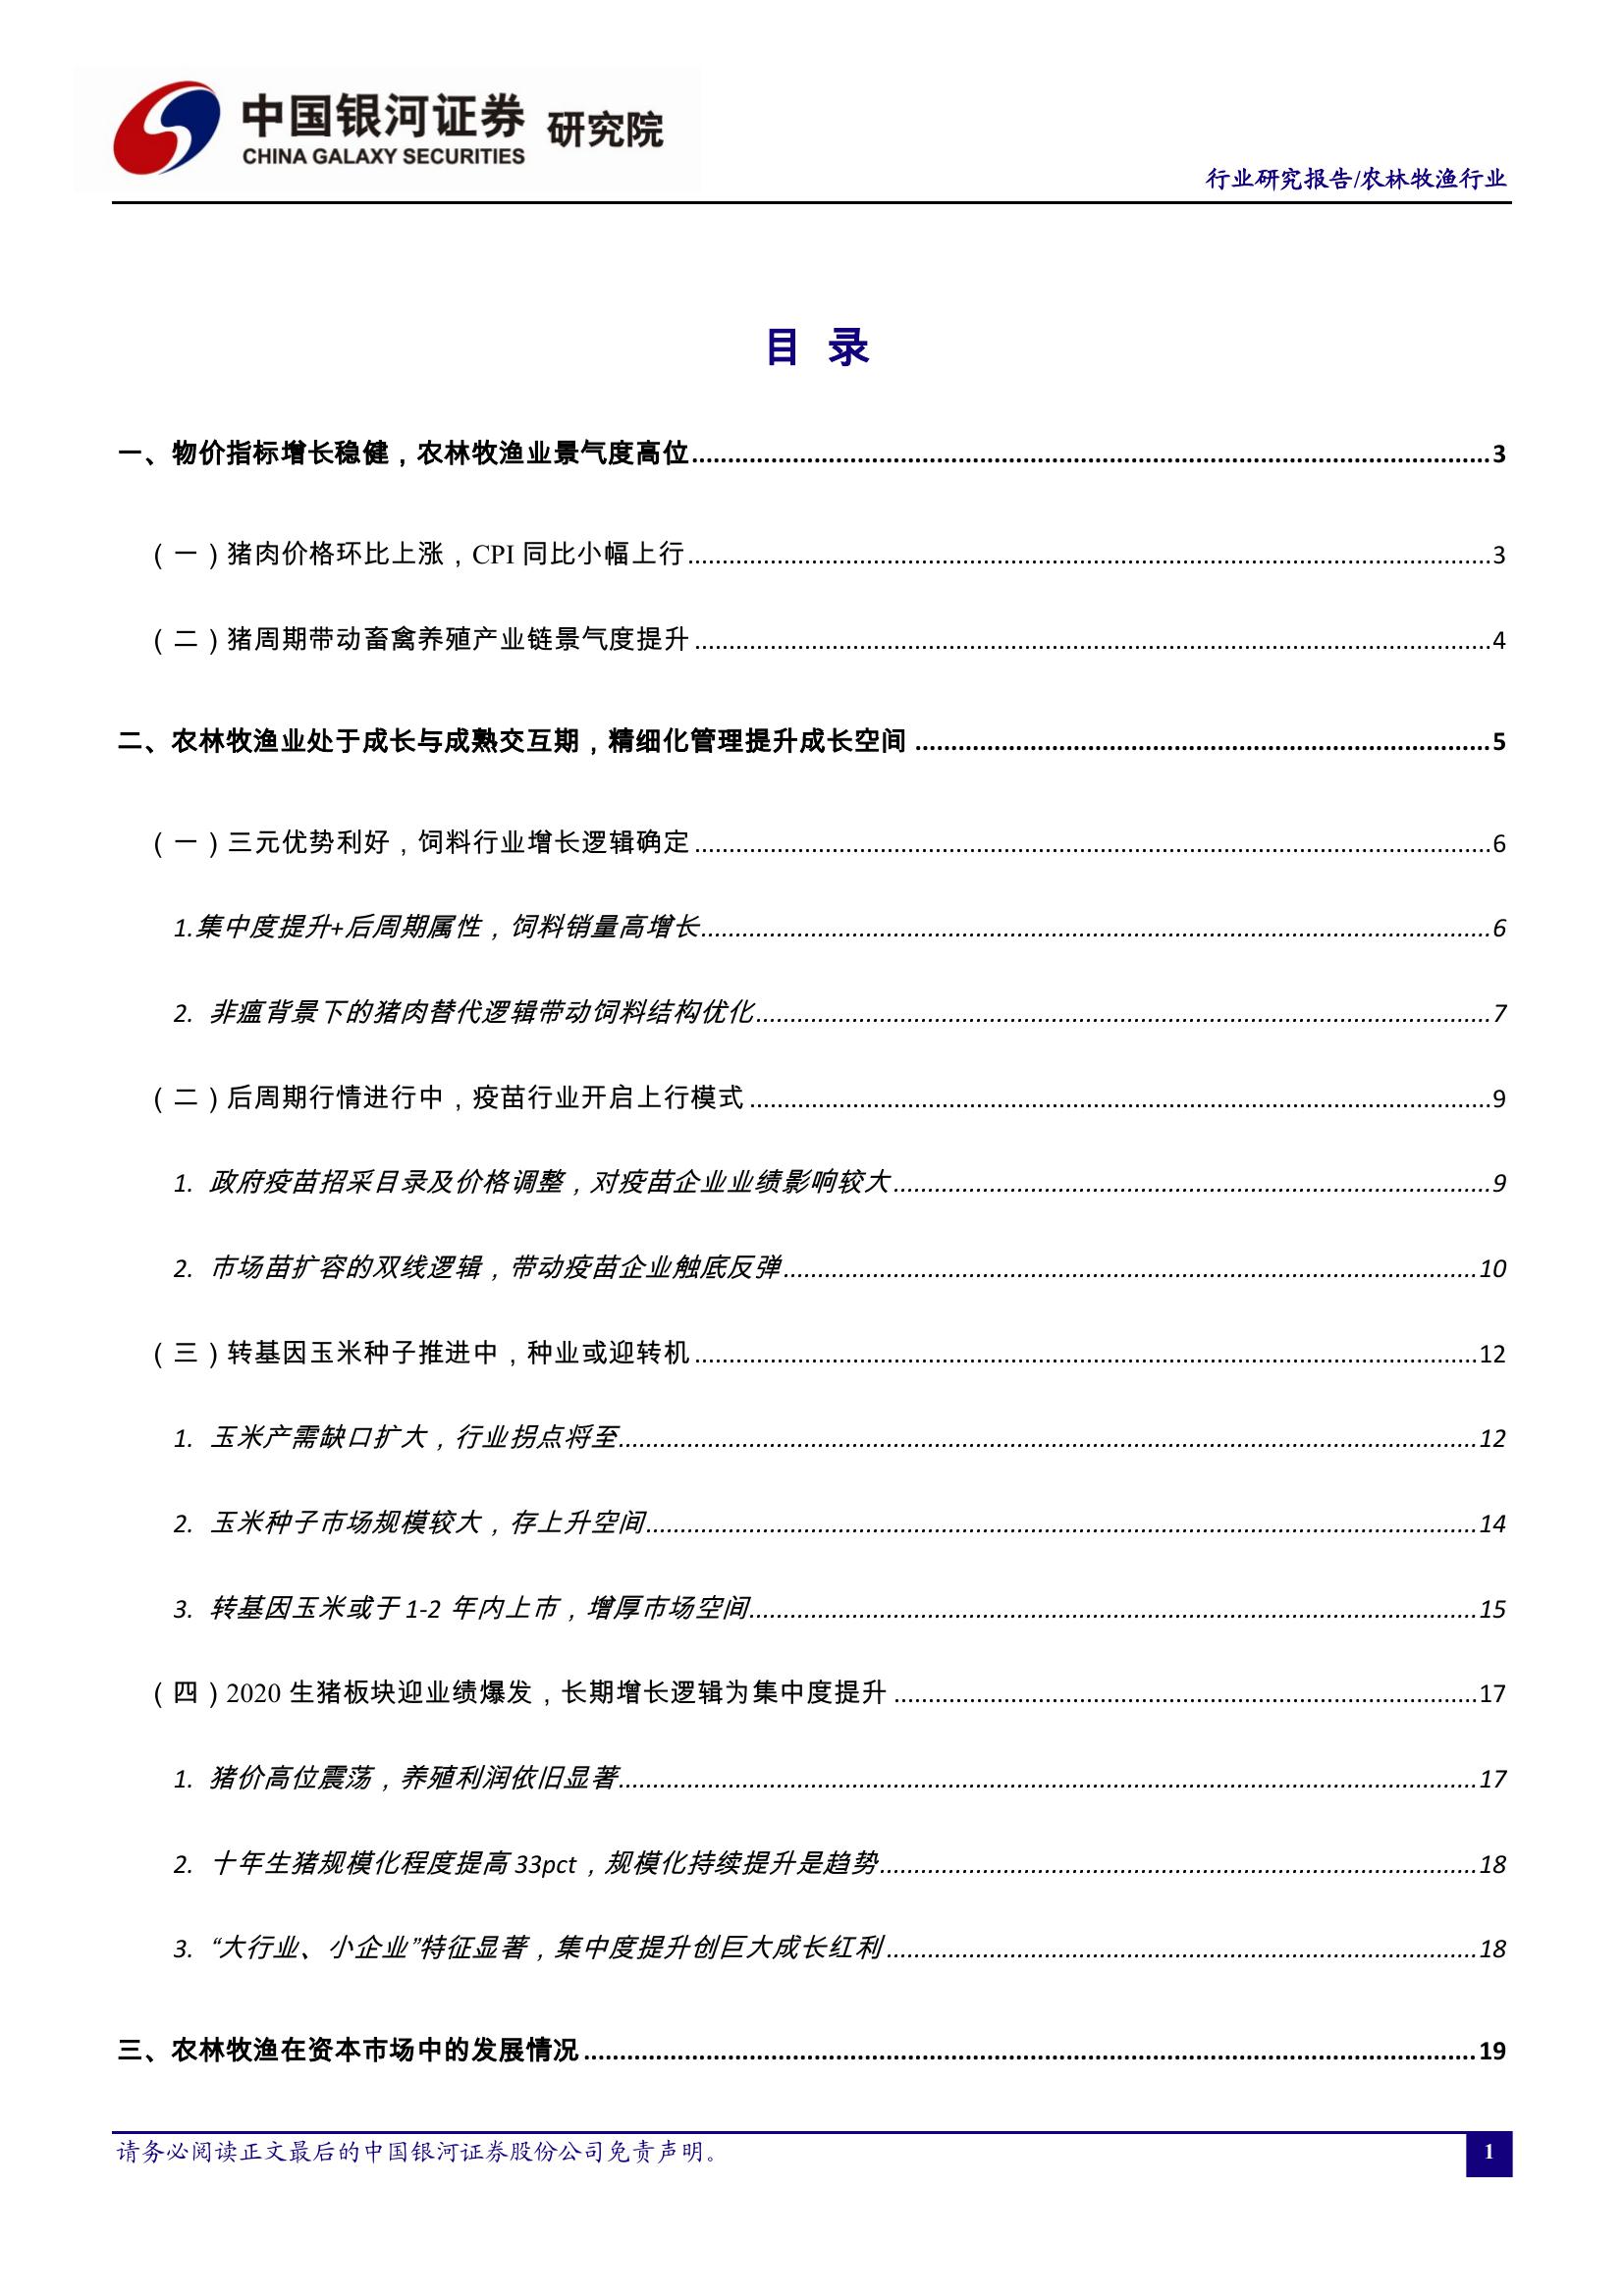 中国银河证券 研究院
CHINA GALAXY SECURITIES
行业研究报告/农林牧渔行业
目 录
一、物价指标增长稳健，农林牧渔业景气度高位 3
（一）猪肉价格环比上涨，CPI 同比小幅上行 3
（二）猪周期带动畜禽养殖产业链景气度提升 4
二、农林牧渔业处于成长与成熟交互期，精细化管理提升成长空间 5
（一）三元优势利好，饲料行业增长逻辑确定 6
1.集中度提升+后周期属性，饲料销量高增长 6
2. 非瘟背景下的猪肉替代逻辑带动饲料结构优化 7
（二）后周期行情进行中，疫苗行业开启上行模式 9
1. 政府疫苗招采目录及价格调整，对疫苗企业业绩影响较大 9
2. 市场苗扩容的双线逻辑，带动疫苗企业触底反弹 10
（三）转基因玉米种子推进中，种业或迎转机 12
1. 玉米产需缺口扩大，行业拐点将至 12
2. 玉米种子市场规模较大，存上升空间 14
3. 转基因玉米或于 1-2 年内上市，增厚市场空间 15
（四）2020 生猪板块迎业绩爆发，长期增长逻辑为集中度提升 17
1. 猪价高位震荡，养殖利润依旧显著 17
2. 十年生猪规模化程度提高 33pct，规模化持续提升是趋势 18
3. “大行业、小企业”特征显著，集中度提升创巨大成长红利 18
三、农林牧渔在资本市场中的发展情况 19
请务必阅读正文最后的中国银河证券股份公司免责声明。
1